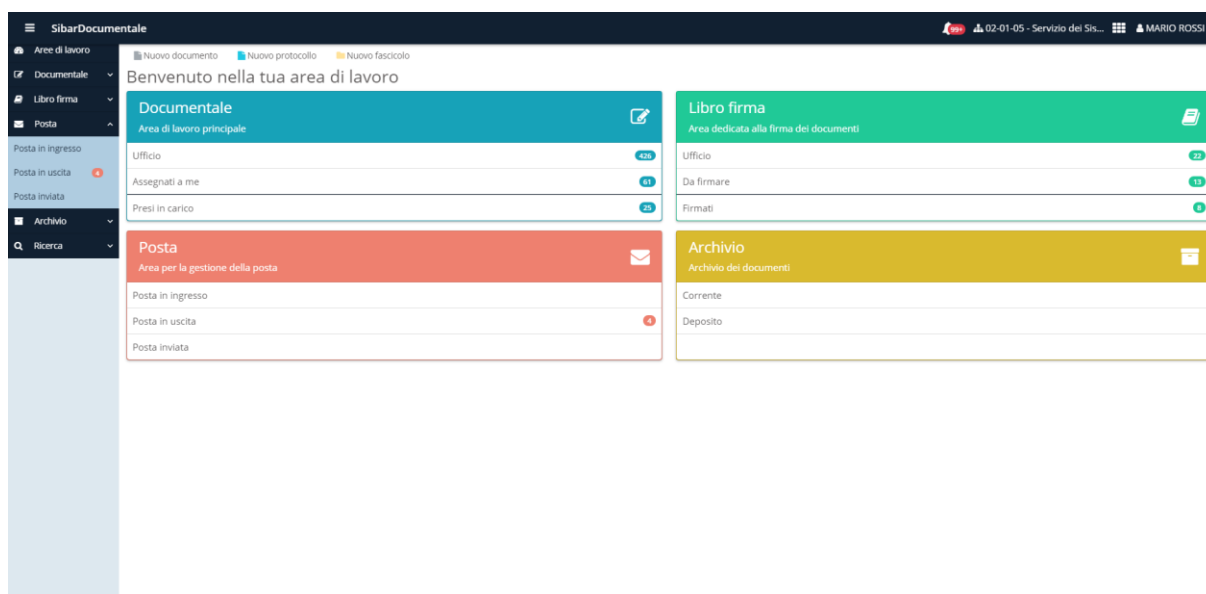 SibarDocumentale
99+
02-01-05 - Servizio dei Sis...
MARIO ROSSI
Aree di lavoro
Documentale
Libro firma
Posta
Posta in ingresso
Posta in uscita 4
Posta inviata
Archivio
Ricerca
Nuovo documento Nuovo protocollo Nuovo fascicolo
Benvenuto nella tua area di lavoro
Documentale
Area di lavoro principale
Ufficio 426
Assegnati a me 61
Presi in carico 25
Libro firma
Area dedicata alla firma dei documenti
Ufficio 22
Da firmare 13
Firmati 8
Posta
Area per la gestione della posta
Posta in ingresso
Posta in uscita 4
Posta inviata
Archivio
Archivio dei documenti
Corrente
Deposito